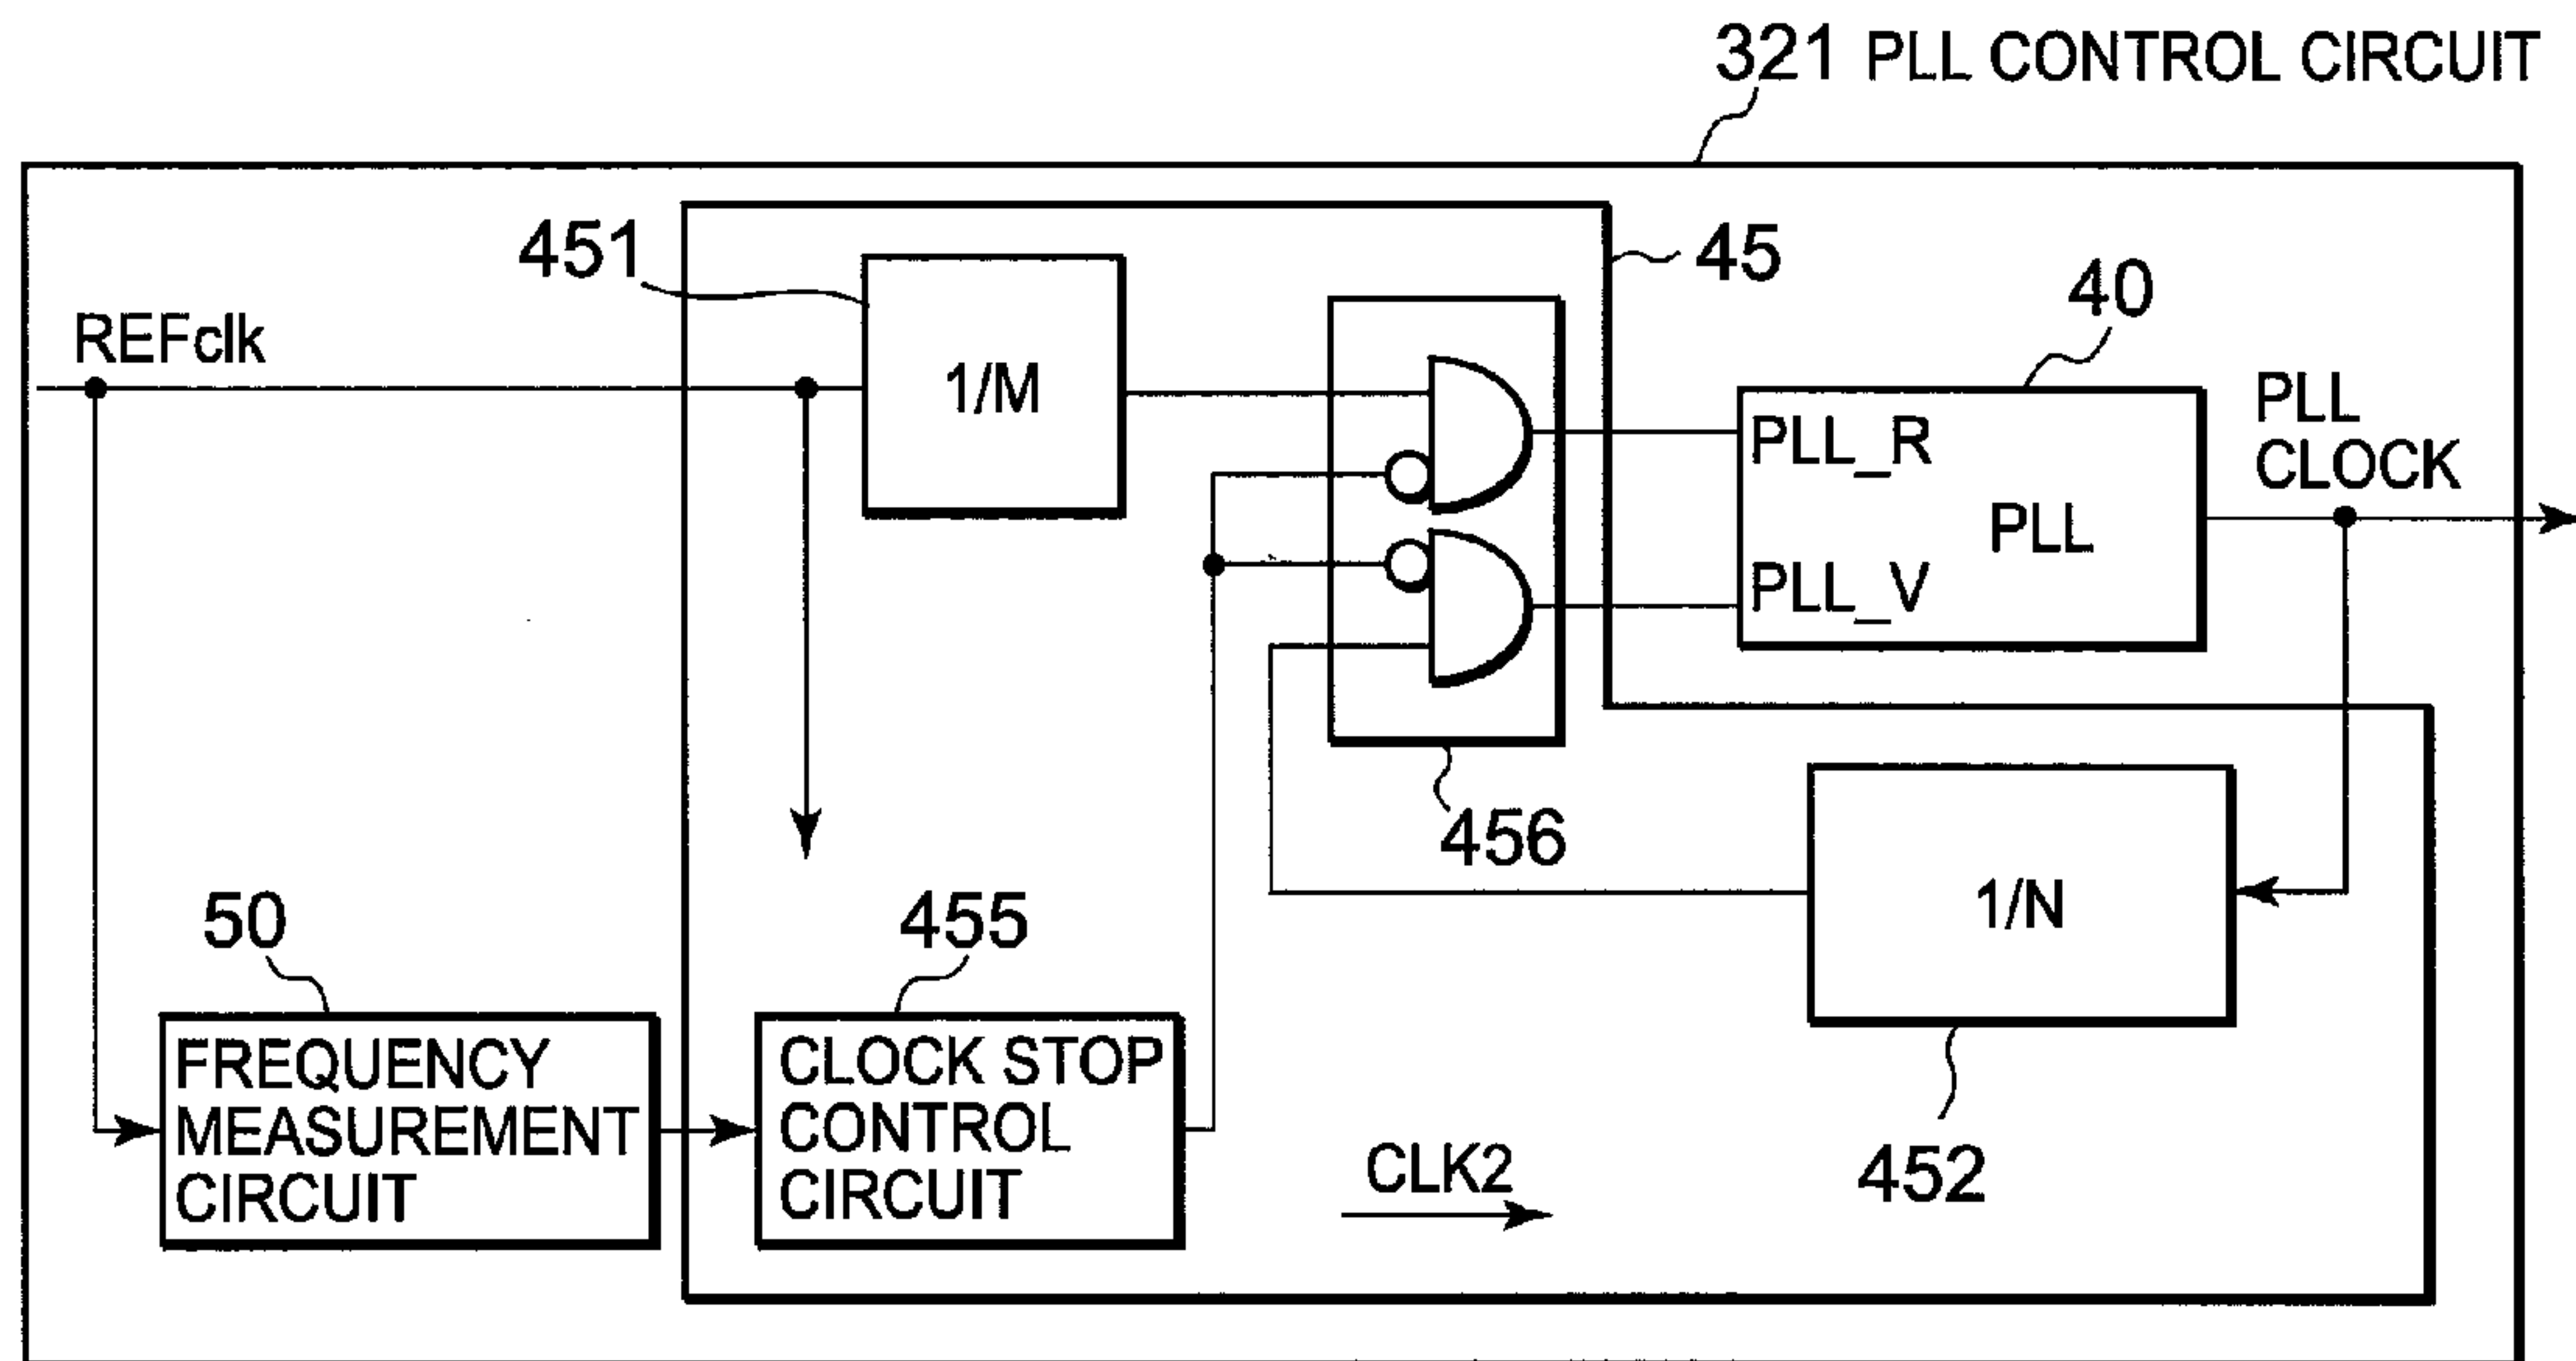 321 PLL CONTROL CIRCUIT
451
45
40
REFclk
1/M
PLL_R
PLL
PLL_V
PLL
CLOCK
456
1/N
452
50
455
FREQUENCY
MEASUREMENT
CIRCUIT
CLOCK STOP
CONTROL
CIRCUIT
CLK2